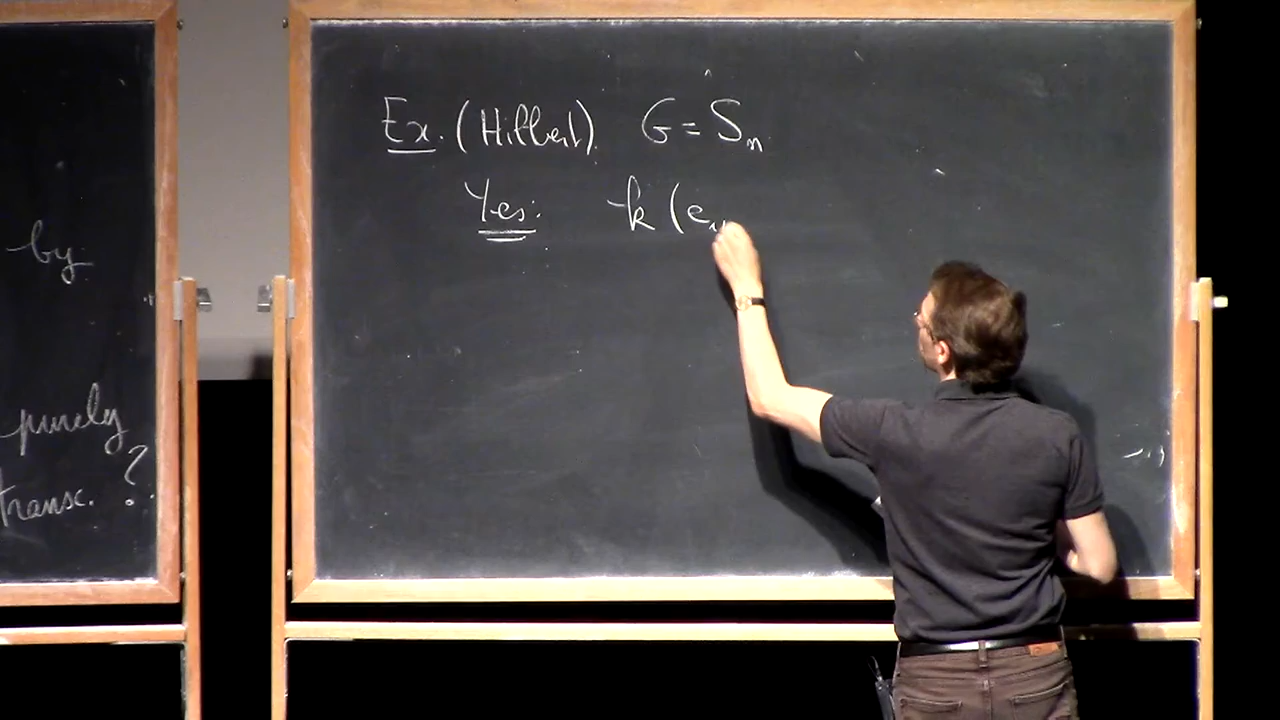 by
purely
transc. ?
Ex. (Hilbert) G = Sn
Yes: k (e